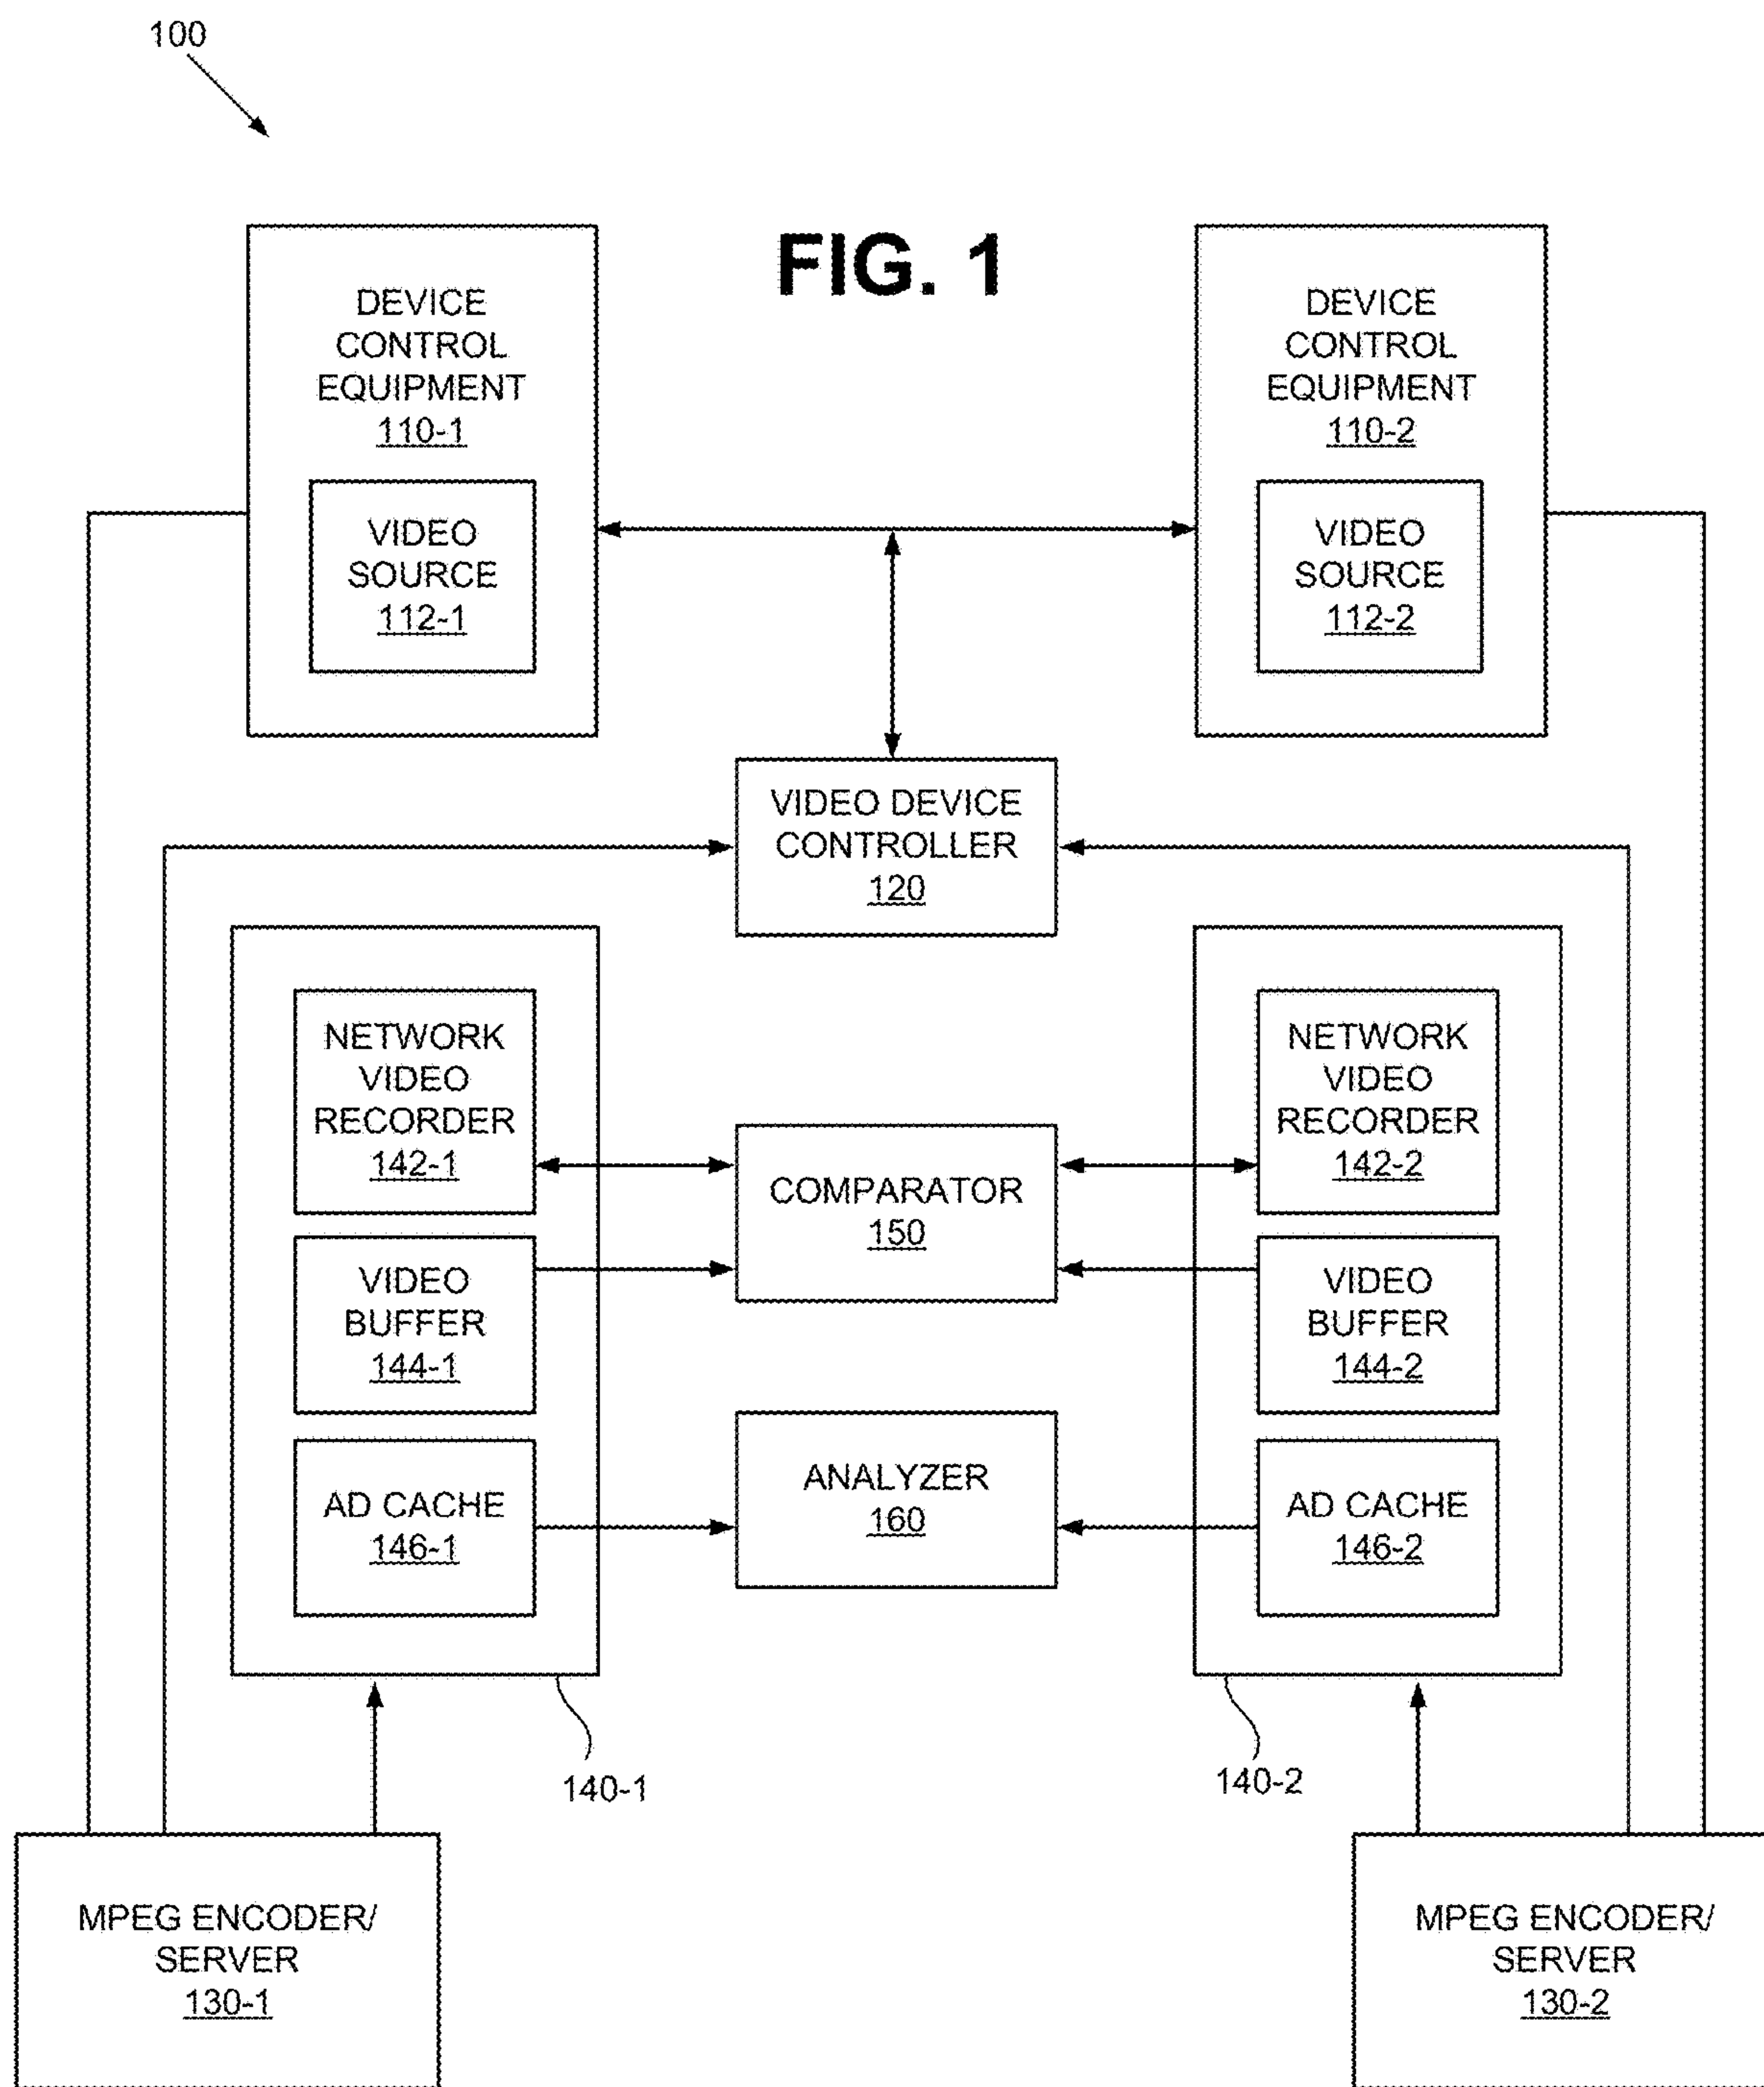 100
FIG. 1
DEVICE
CONTROL
EQUIPMENT
110-1
VIDEO
SOURCE
112-1
DEVICE
CONTROL
EQUIPMENT
110-2
VIDEO
SOURCE
112-2
VIDEO DEVICE
CONTROLLER
120
NETWORK
VIDEO
RECORDER
142-1
VIDEO
BUFFER
144-1
AD CACHE
146-1
COMPARATOR
150
ANALYZER
160
NETWORK
VIDEO
RECORDER
142-2
VIDEO
BUFFER
144-2
AD CACHE
146-2
140-1
140-2
MPEG ENCODER/
SERVER
130-1
MPEG ENCODER/
SERVER
130-2